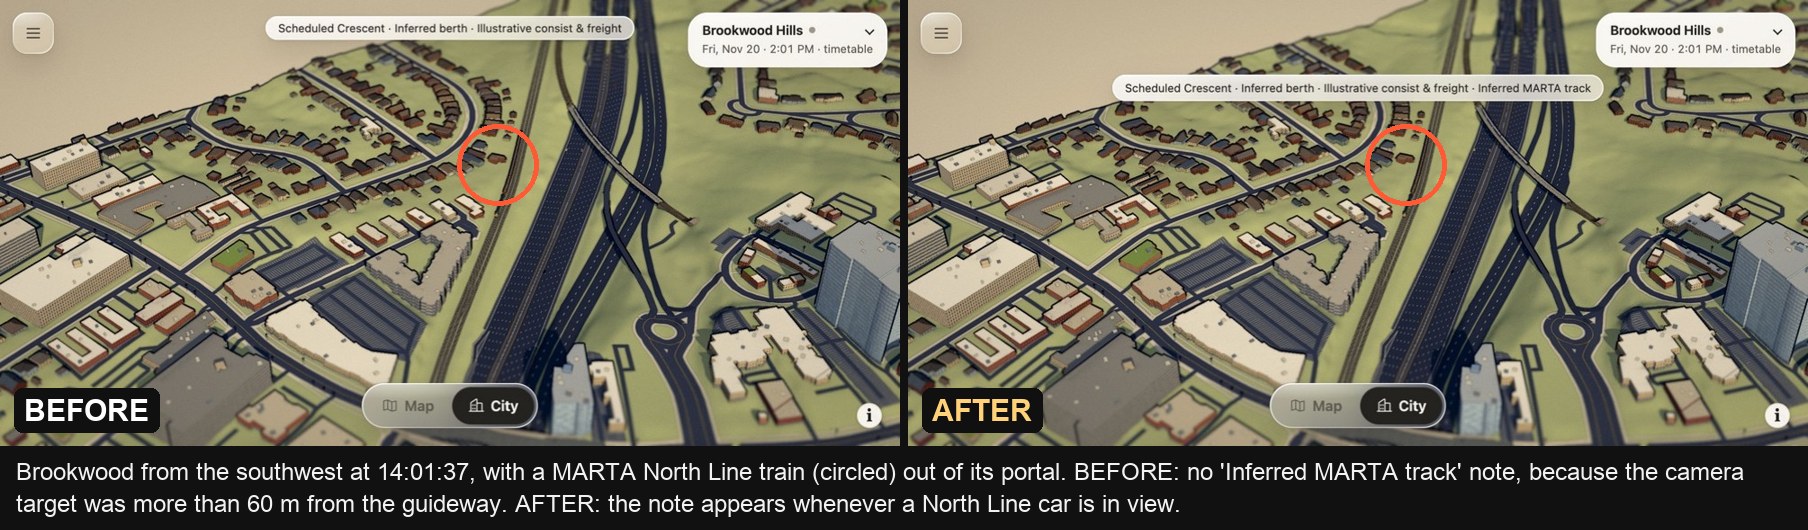 Scheduled Crescent · Inferred berth · Illustrative consist & freight
Brookwood Hills
Fri, Nov 20 · 2:01 PM · timetable
Map
City
i
BEFORE
Brookwood Hills
Fri, Nov 20 · 2:01 PM · timetable
Scheduled Crescent · Inferred berth · Illustrative consist & freight · Inferred MARTA track
Map
City
i
AFTER
Brookwood from the southwest at 14:01:37, with a MARTA North Line train (circled) out of its portal. BEFORE: no 'Inferred MARTA track' note, because the camera
target was more than 60 m from the guideway. AFTER: the note appears whenever a North Line car is in view.